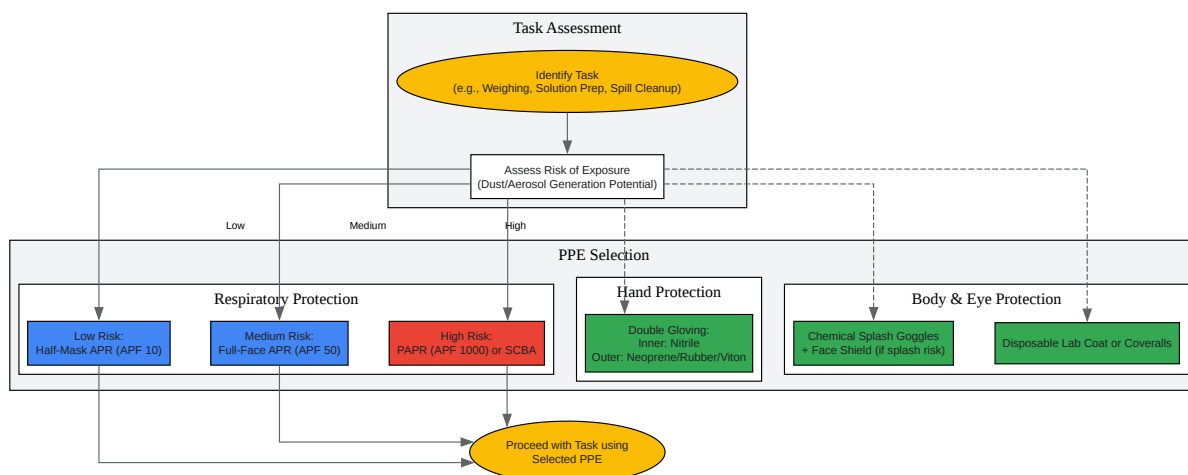 Task Assessment
Identify Task
(e.g., Weighing, Solution Prep, Spill Cleanup)
Assess Risk of Exposure
(Dust/Aerosol Generation Potential)
Low
Medium
High
PPE Selection
Respiratory Protection
Low Risk:
Half-Mask APR (APF 10)
Medium Risk:
Full-Face APR (APF 50)
High Risk:
PAPR (APF 1000) or SCBA
Hand Protection
Double Gloving:
Inner: Nitrile
Outer: Neoprene/Rubber/Viton
Body & Eye Protection
Chemical Splash Goggles
+ Face Shield (if splash risk)
Disposable Lab Coat or Coveralls
Proceed with Task using
Selected PPE